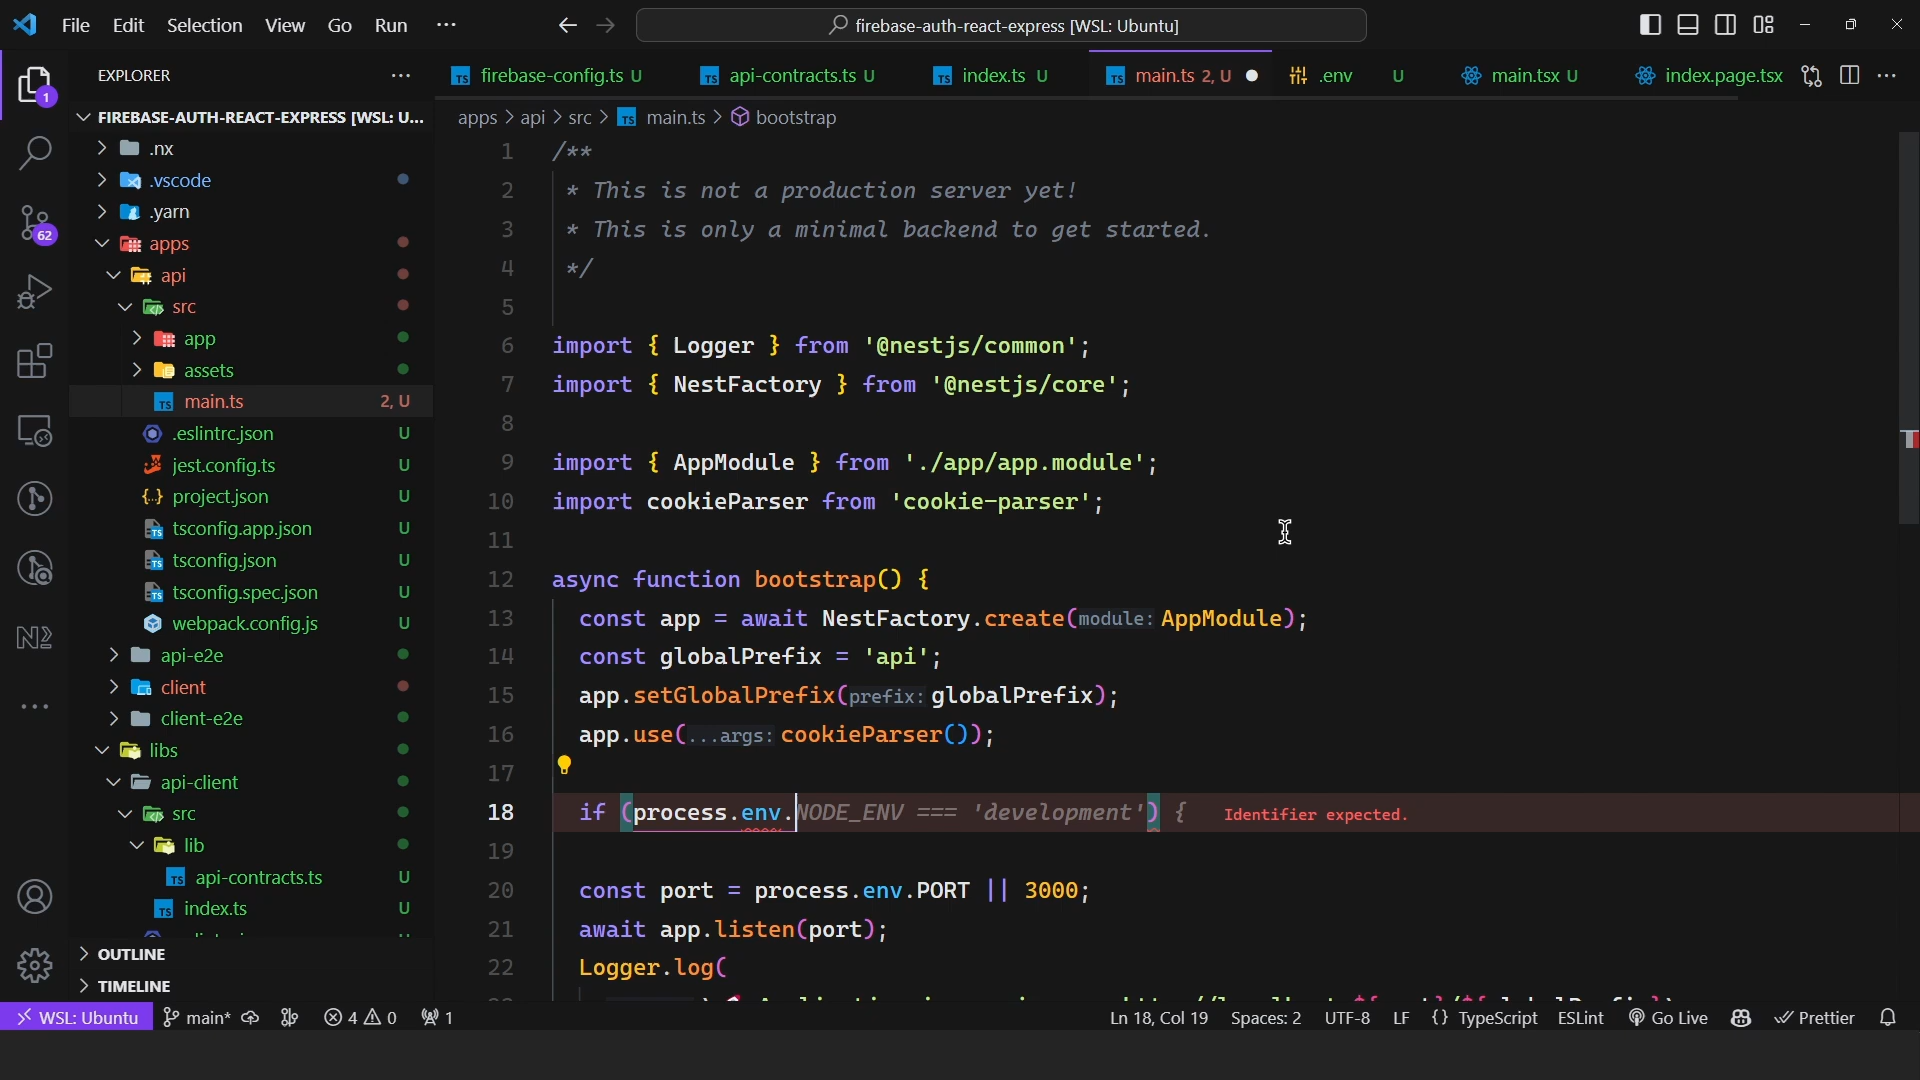 File Edit Selection View Go Run ···
firebase-auth-react-express [WSL: Ubuntu]
EXPLORER
firebase-config.ts U
api-contracts.ts U
index.ts U
main.ts 2, U
.env U
main.tsx U
index.page.tsx
FIREBASE-AUTH-REACT-EXPRESS [WSL: U...
apps > api > src > TS main.ts > bootstrap
1
62
.nx
.vscode
.yarn
apps
api
src
app
assets
main.ts 2, U
.eslintrc.json U
jest.config.ts U
project.json U
tsconfig.app.json U
tsconfig.json U
tsconfig.spec.json U
webpack.config.js U
api-e2e
client
client-e2e
libs
api-client
src
lib
api-contracts.ts U
index.ts U
OUTLINE
TIMELINE
1 /**
2 * This is not a production server yet!
3 * This is only a minimal backend to get started.
4 */
5
6 import { Logger } from '@nestjs/common';
7 import { NestFactory } from '@nestjs/core';
8
9 import { AppModule } from './app/app.module';
10 import cookieParser from 'cookie-parser';
11
12 async function bootstrap() {
13 const app = await NestFactory.create(module: AppModule);
14 const globalPrefix = 'api';
15 app.setGlobalPrefix(prefix: globalPrefix);
16 app.use(...args: cookieParser());
17
18 if (process.env.NODE_ENV === 'development') { Identifier expected.
19
20 const port = process.env.PORT || 3000;
21 await app.listen(port);
22 Logger.log(
WSL: Ubuntu main* 4 0 1 Ln 18, Col 19 Spaces: 2 UTF-8 LF {} TypeScript ESLint Go Live Prettier